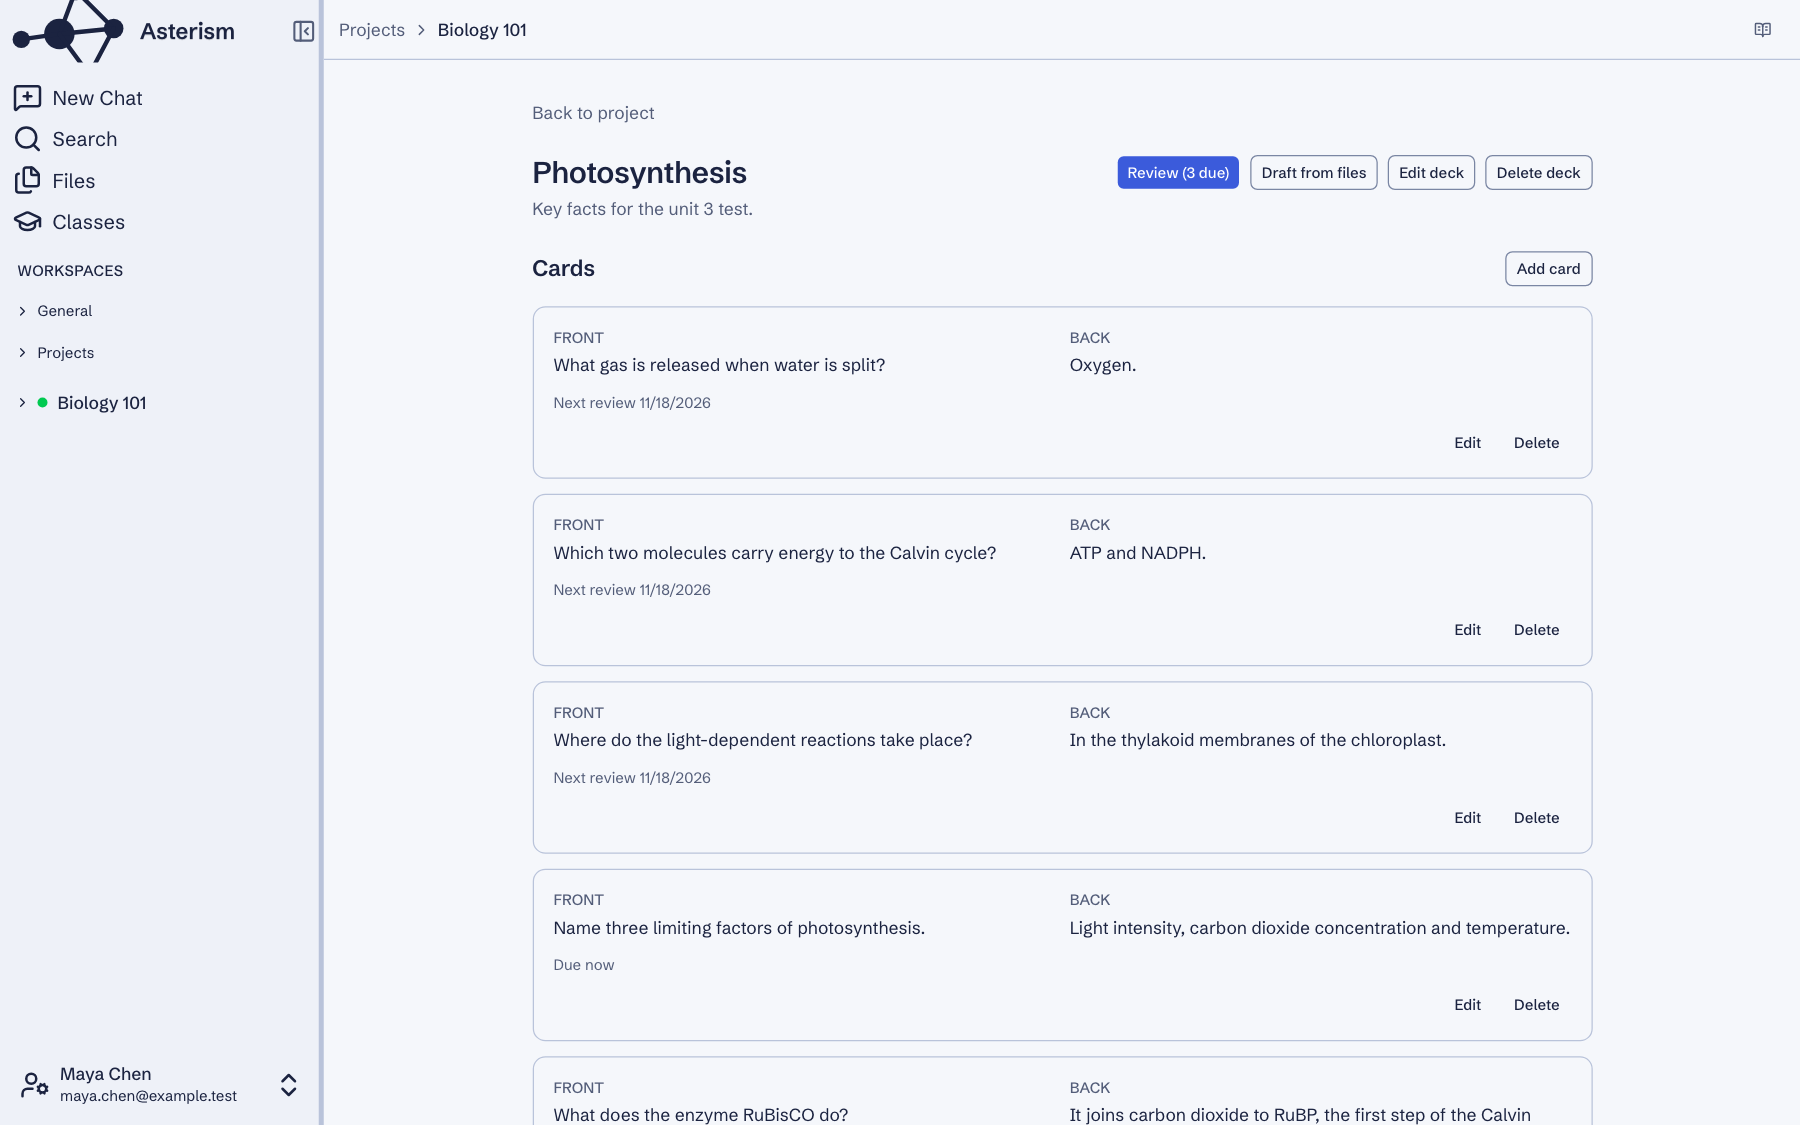 Asterism
New Chat
Search
Files
Classes
WORKSPACES
General
Projects
Biology 101
Maya Chen
maya.chen@example.test
Projects > Biology 101
Back to project
Photosynthesis
Review (3 due)
Draft from files
Edit deck
Delete deck
Key facts for the unit 3 test.
Cards
Add card
FRONT
What gas is released when water is split?
Next review 11/18/2026
BACK
Oxygen.
Edit
Delete
FRONT
Which two molecules carry energy to the Calvin cycle?
Next review 11/18/2026
BACK
ATP and NADPH.
Edit
Delete
FRONT
Where do the light-dependent reactions take place?
Next review 11/18/2026
BACK
In the thylakoid membranes of the chloroplast.
Edit
Delete
FRONT
Name three limiting factors of photosynthesis.
Due now
BACK
Light intensity, carbon dioxide concentration and temperature.
Edit
Delete
FRONT
What does the enzyme RuBisCO do?
BACK
It joins carbon dioxide to RuBP, the first step of the Calvin